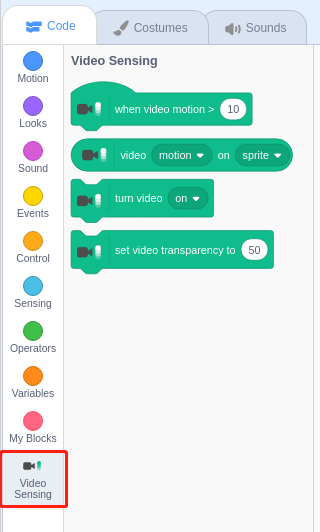 Code
Costumes
Sounds
Motion
Looks
Sound
Events
Control
Sensing
Operators
Variables
My Blocks
Video
Sensing
Video Sensing
when video motion > 10
video motion on sprite
turn video on
set video transparency to 50